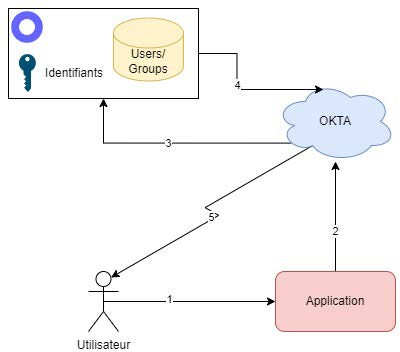 Users/
Groups
Identifiants
4
OKTA
3
5>
2
1
Application
Utilisateur